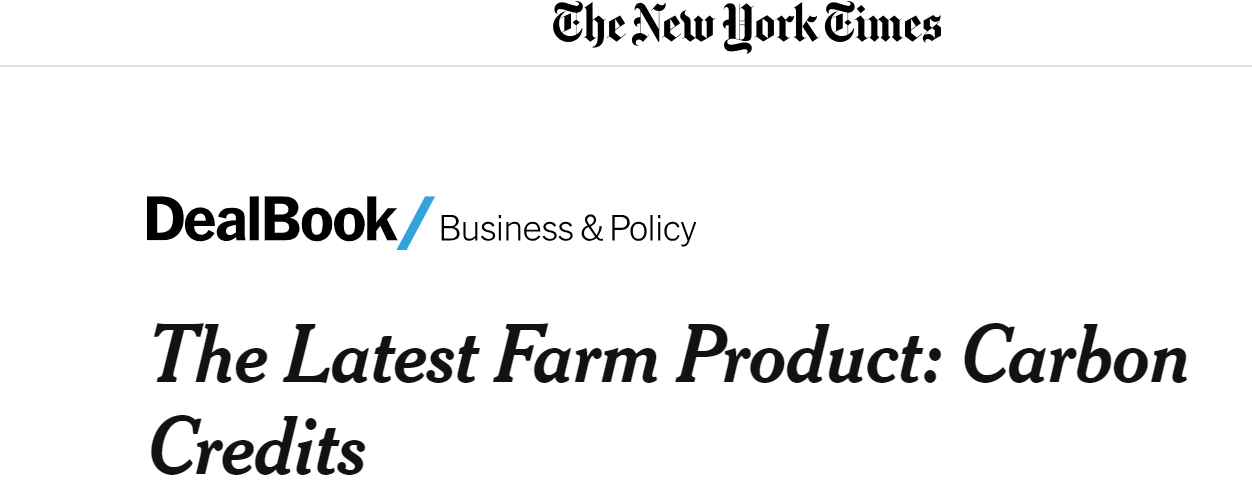 The New York Times
DealBook/Business & Policy
The Latest Farm Product: Carbon
Credits